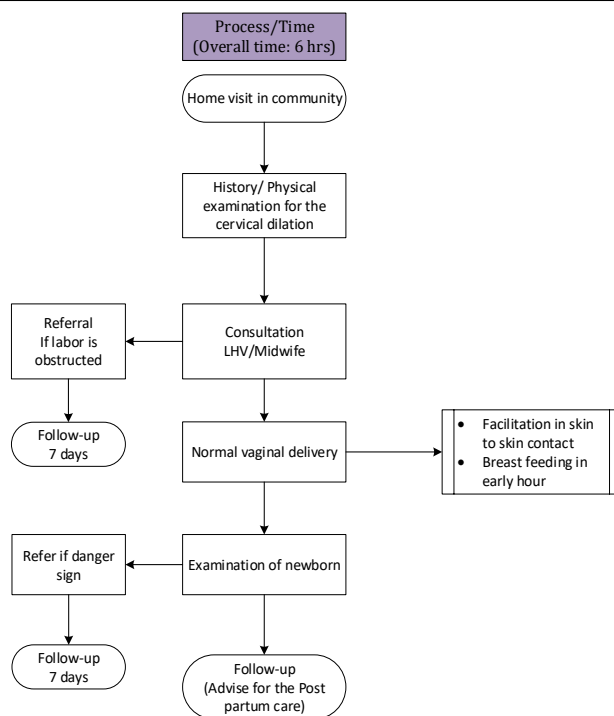 Process/Time
(Overall time: 6 hrs)
Home visit in community
History/ Physical
examination for the
cervical dilation
Referral
If labor is
obstructed
Consultation
LHV/Midwife
Follow-up
7 days
Normal vaginal delivery
• Facilitation in skin
to skin contact
• Breast feeding in
early hour
Refer if danger
sign
Examination of newborn
Follow-up
7 days
Follow-up
(Advise for the Post
partum care)